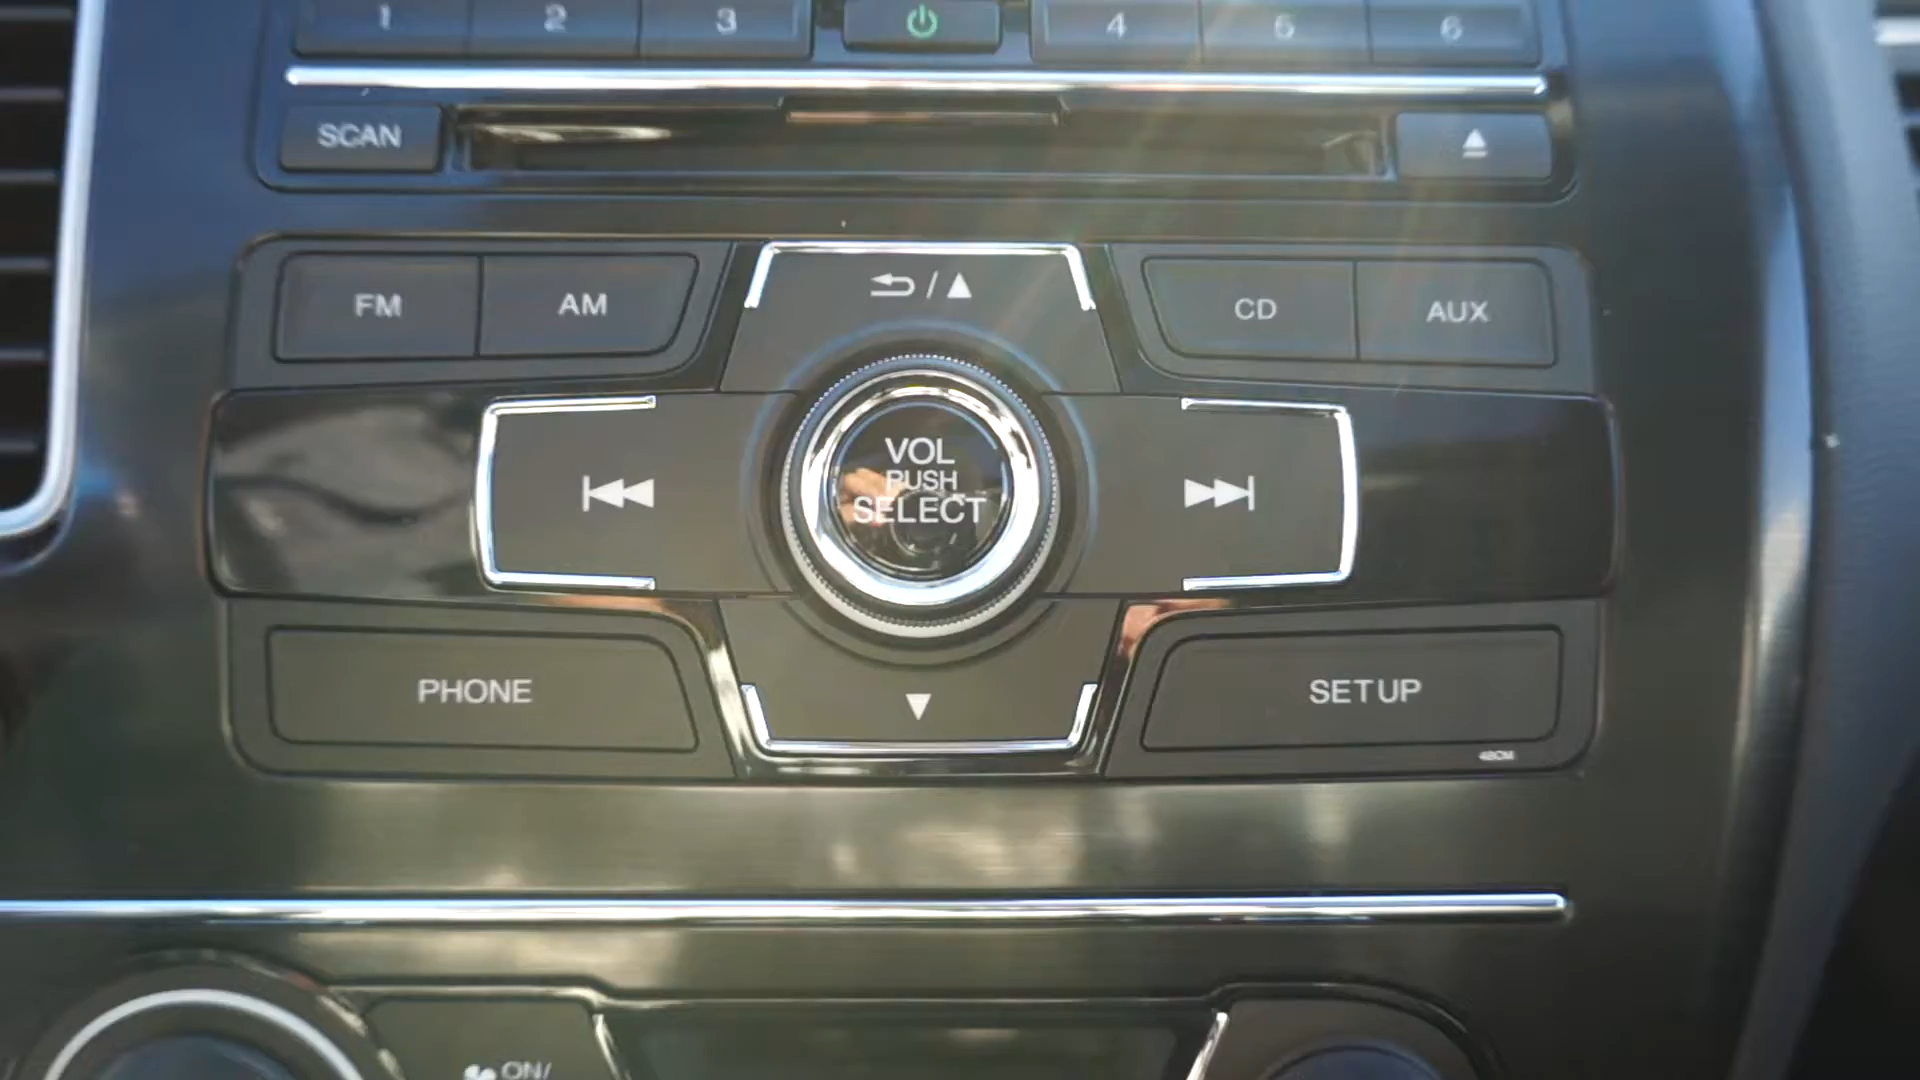 1 2 3 4 5 6
SCAN
FM AM / CD AUX
VOL
PUSH
SELECT
PHONE SETUP
ON/